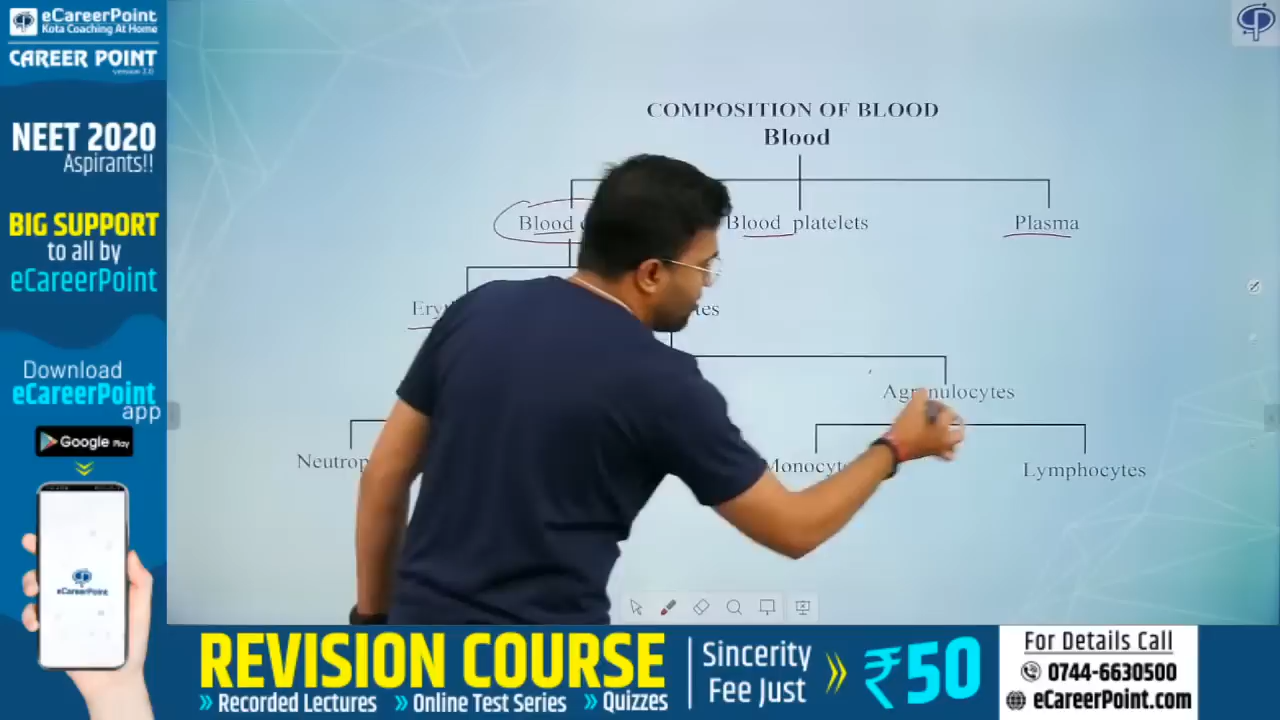 eCareerPoint
Kota Coaching At Home
CAREER POINT
version 2.0
NEET 2020
Aspirants!!
BIG SUPPORT
to all by
eCareerPoint
Download
eCareerPoint
app
Google Play
eCareerPoint
COMPOSITION OF BLOOD
Blood
Blood
Blood platelets
Plasma
Agranulocytes
Lymphocytes
REVISION COURSE
» Recorded Lectures » Online Test Series » Quizzes
Sincerity
Fee Just
» ₹50
For Details Call
0744-6630500
eCareerPoint.com